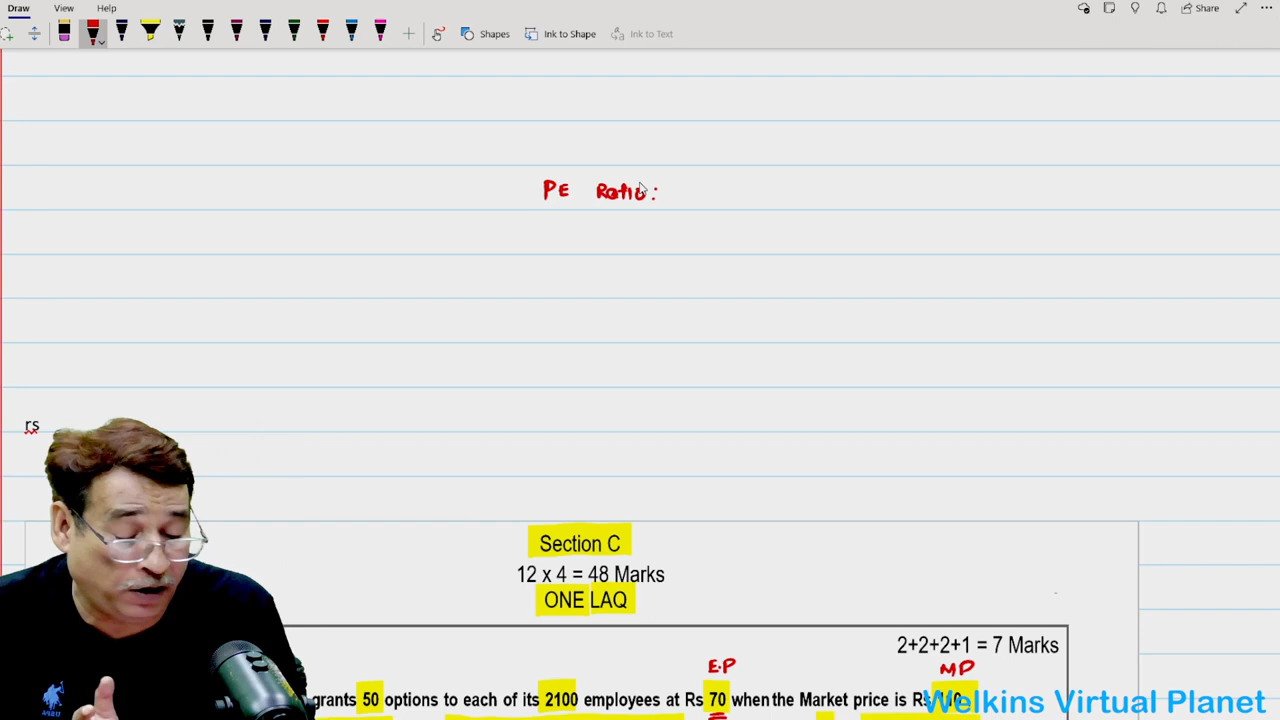 Draw View Help Share
Shapes Ink to Shape Ink to Text
PE Ratio:
rs
Section C
12 x 4 = 48 Marks
ONE LAQ
2+2+2+1 = 7 Marks
E.P MP
grants 50 options to each of its 2100 employees at Rs 70 when the Market price is Rs
Welkins Virtual Planet